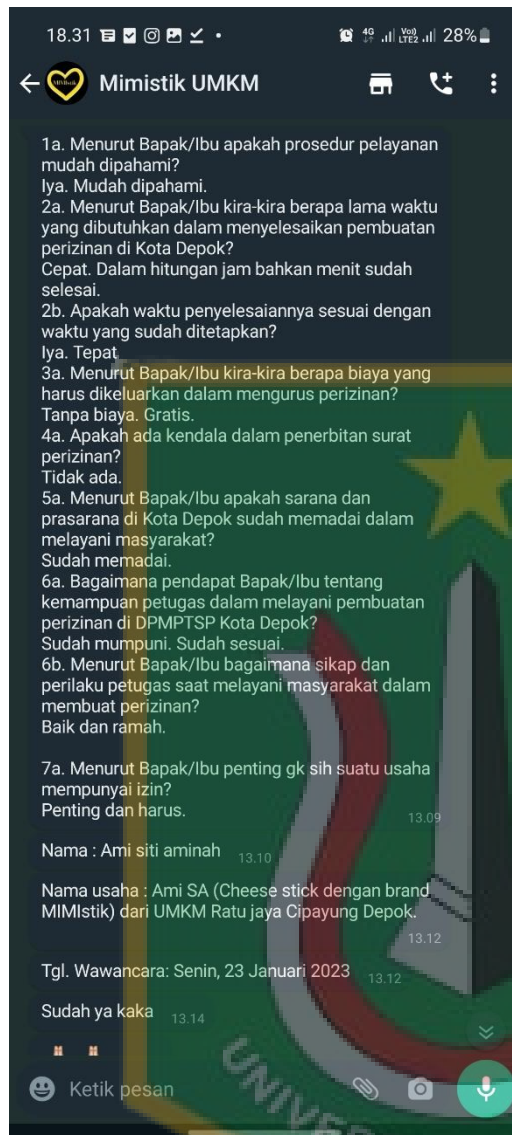 18.31
4G Vo)) LTE2 28%
Mimistik UMKM
1a. Menurut Bapak/Ibu apakah prosedur pelayanan
mudah dipahami?
Iya. Mudah dipahami.
2a. Menurut Bapak/Ibu kira-kira berapa lama waktu
yang dibutuhkan dalam menyelesaikan pembuatan
perizinan di Kota Depok?
Cepat. Dalam hitungan jam bahkan menit sudah
selesai.
2b. Apakah waktu penyelesaiannya sesuai dengan
waktu yang sudah ditetapkan?
Iya. Tepat
3a. Menurut Bapak/Ibu kira-kira berapa biaya yang
harus dikeluarkan dalam mengurus perizinan?
Tanpa biaya. Gratis.
4a. Apakah ada kendala dalam penerbitan surat
perizinan?
Tidak ada.
5a. Menurut Bapak/Ibu apakah sarana dan
prasarana di Kota Depok sudah memadai dalam
melayani masyarakat?
Sudah memadai.
6a. Bagaimana pendapat Bapak/Ibu tentang
kemampuan petugas dalam melayani pembuatan
perizinan di DPMPTSP Kota Depok?
Sudah mumpuni. Sudah sesuai.
6b. Menurut Bapak/Ibu bagaimana sikap dan
perilaku petugas saat melayani masyarakat dalam
membuat perizinan?
Baik dan ramah.
7a. Menurut Bapak/Ibu penting gk sih suatu usaha
mempunyai izin?
Penting dan harus.
13.09
Nama : Ami siti aminah 13.10
Nama usaha : Ami SA (Cheese stick dengan brand
MIMIstik) dari UMKM Ratu jaya Cipayung Depok.
13.12
Tgl. Wawancara: Senin, 23 Januari 2023 13.12
Sudah ya kaka 13.14
Ketik pesan
UNIVE